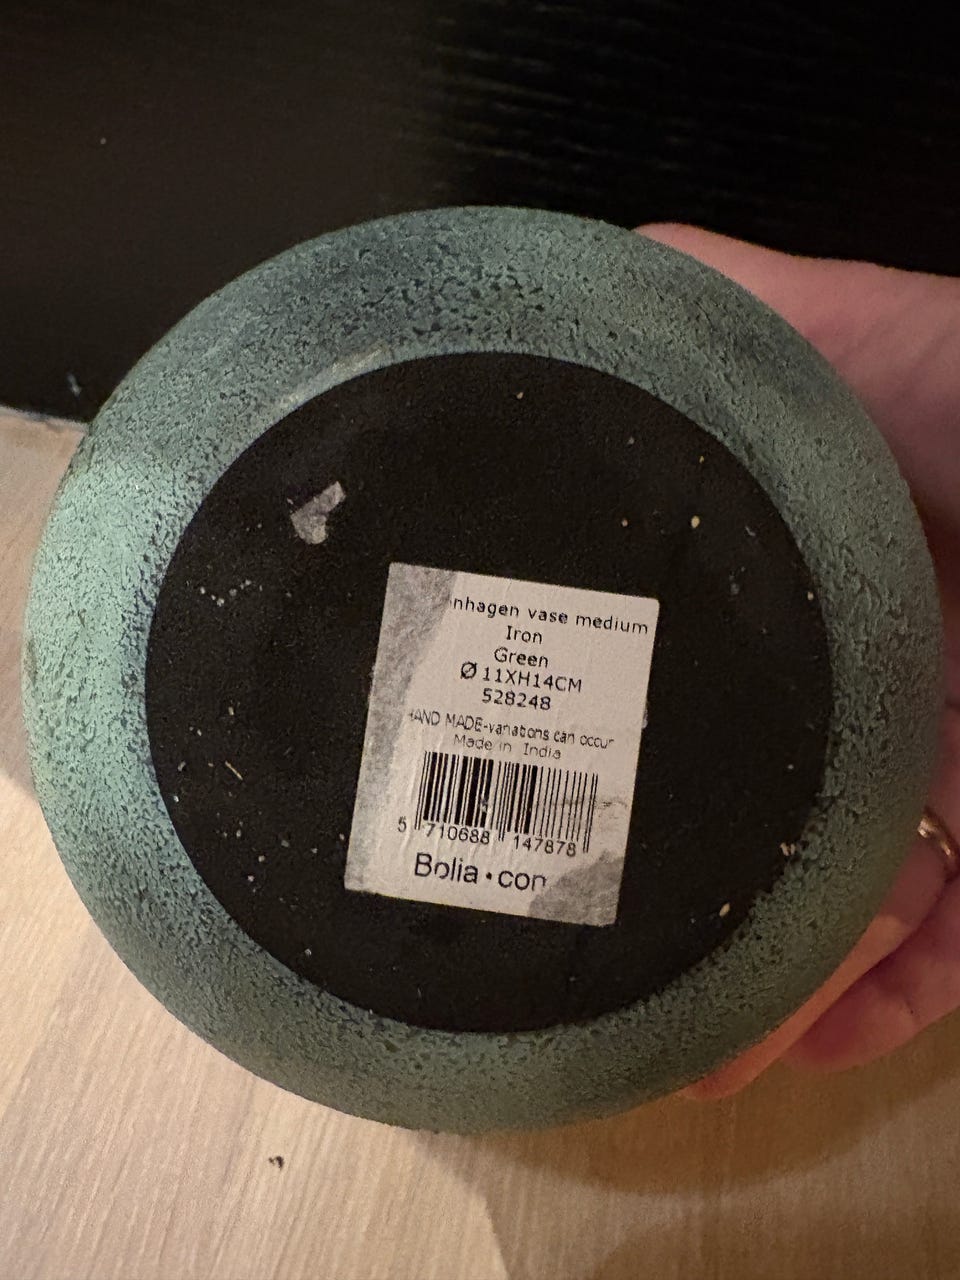 nhagen vase medium
Iron
Green
Ø 11XH14CM
528248
HAND MADE-variations can occur
Made in India
5 710688 147878
Bolia.com